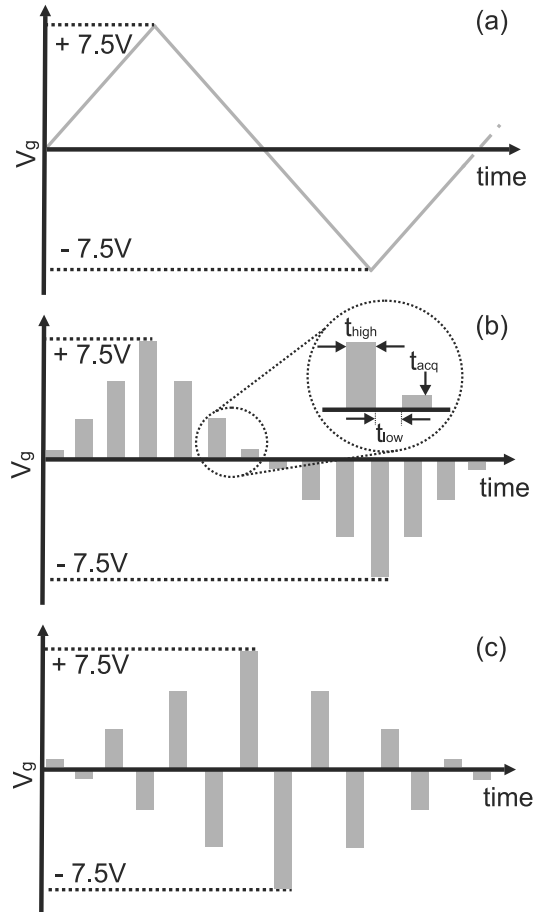 (a)
+ 7.5V
Vg
time
- 7.5V
(b)
+ 7.5V
thigh
tacq
tlow
Vg
time
- 7.5V
(c)
+ 7.5V
Vg
time
- 7.5V